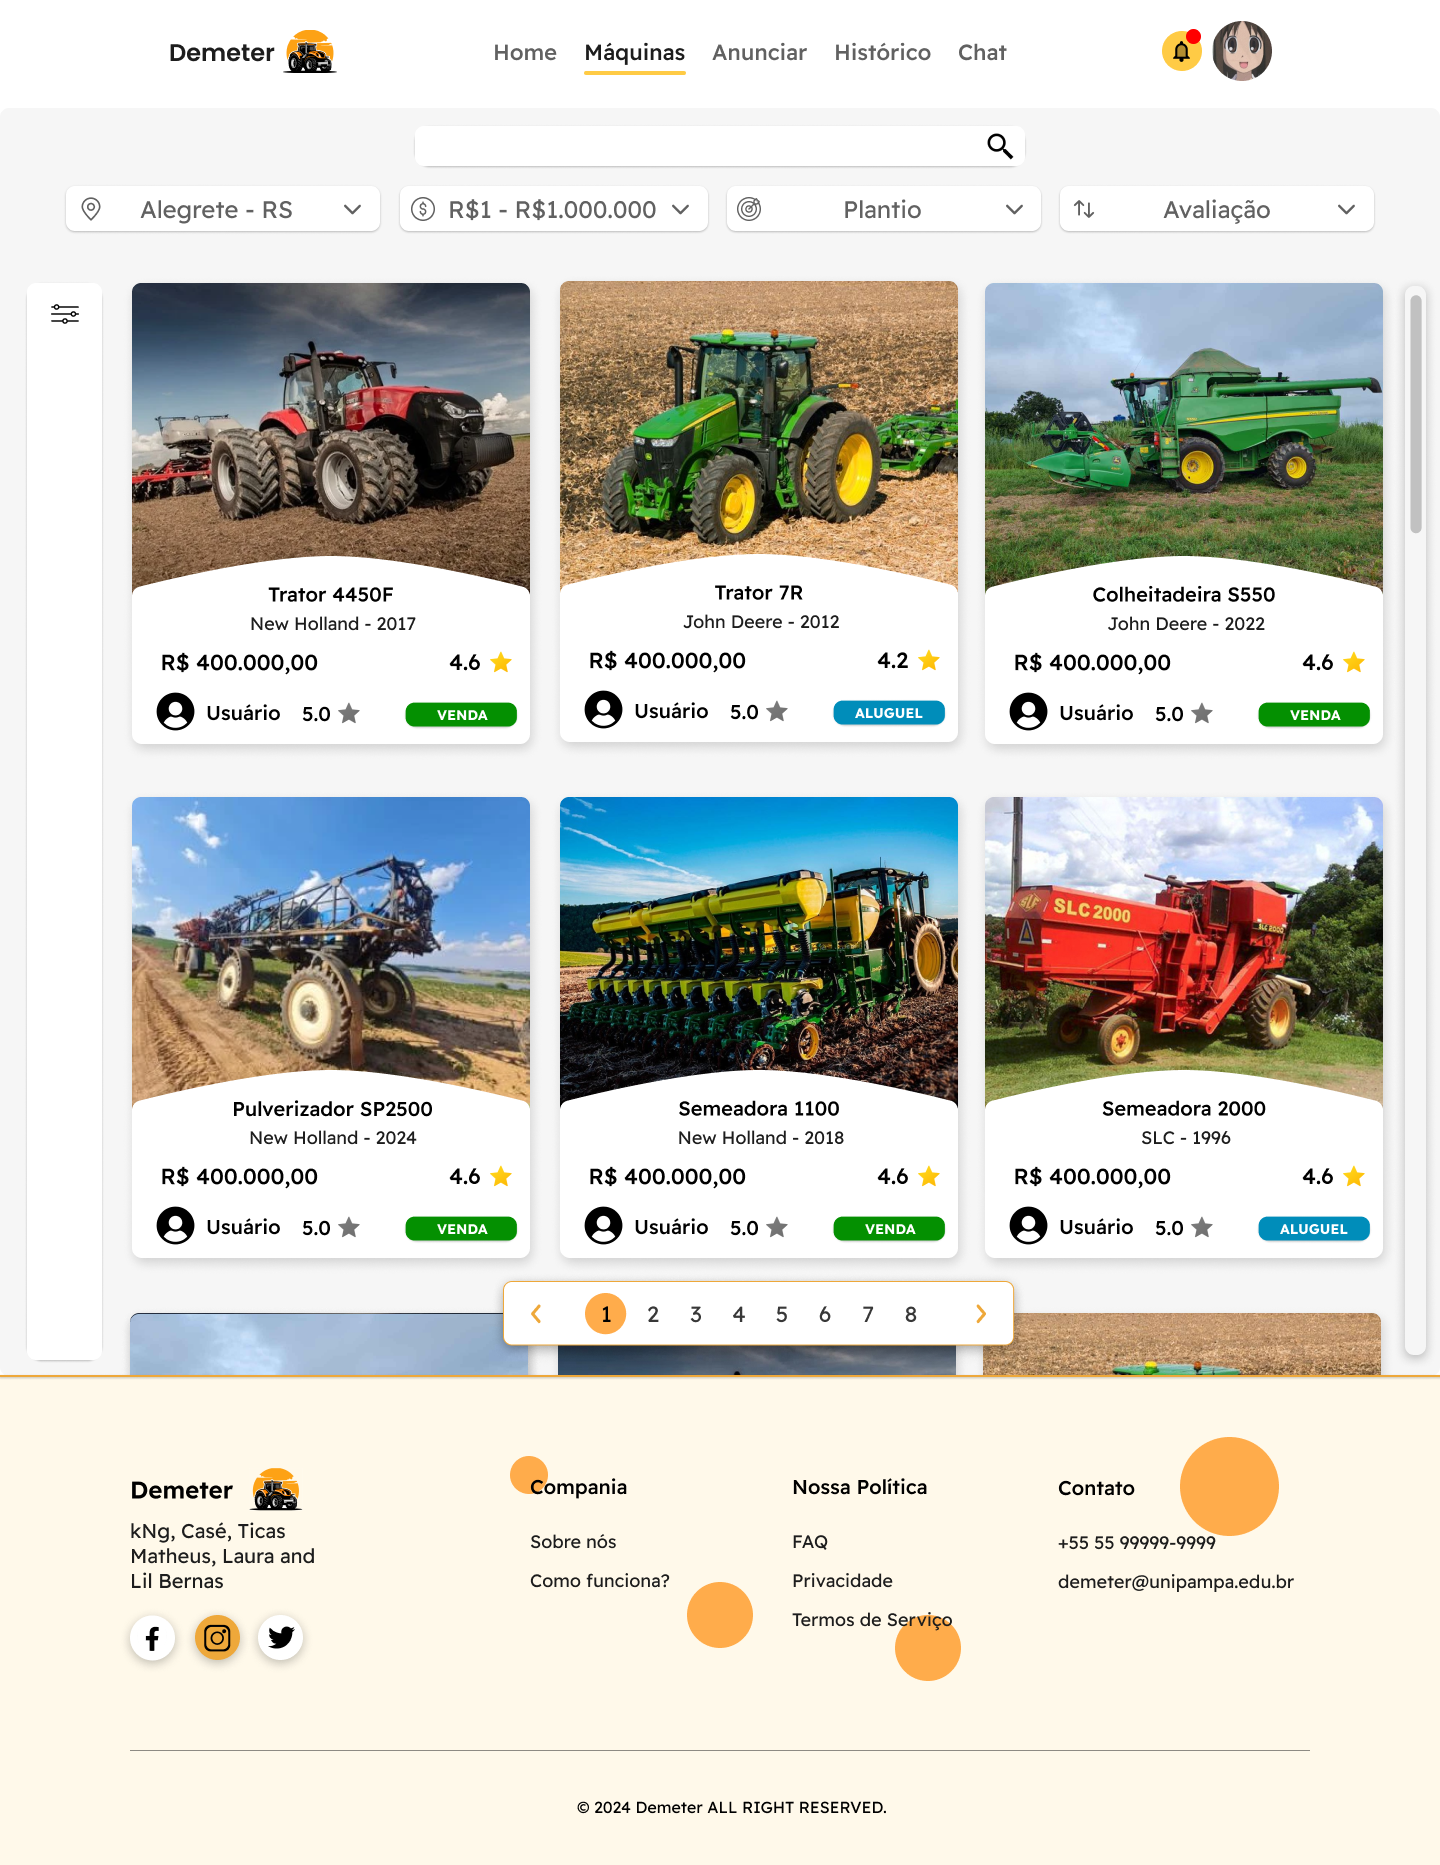 Demeter
Home Máquinas Anunciar Histórico Chat
Alegrete - RS
R$1 - R$1.000.000
Plantio
Avaliação
Trator 4450F
New Holland - 2017
R$ 400.000,00 4.6
Usuário 5.0 VENDA
Trator 7R
John Deere - 2012
R$ 400.000,00 4.2
Usuário 5.0 ALUGUEL
Colheitadeira S550
John Deere - 2022
R$ 400.000,00 4.6
Usuário 5.0 VENDA
Pulverizador SP2500
New Holland - 2024
R$ 400.000,00 4.6
Usuário 5.0 VENDA
Semeadora 1100
New Holland - 2018
R$ 400.000,00 4.6
Usuário 5.0 VENDA
SLC SLC 2000
SLC 2000
Semeadora 2000
SLC - 1996
R$ 400.000,00 4.6
Usuário 5.0 ALUGUEL
1 2 3 4 5 6 7 8
Demeter
kNg, Casé, Ticas
Matheus, Laura and
Lil Bernas
Compania
Sobre nós
Como funciona?
Nossa Política
FAQ
Privacidade
Termos de Serviço
Contato
+55 55 99999-9999
demeter@unipampa.edu.br
© 2024 Demeter ALL RIGHT RESERVED.